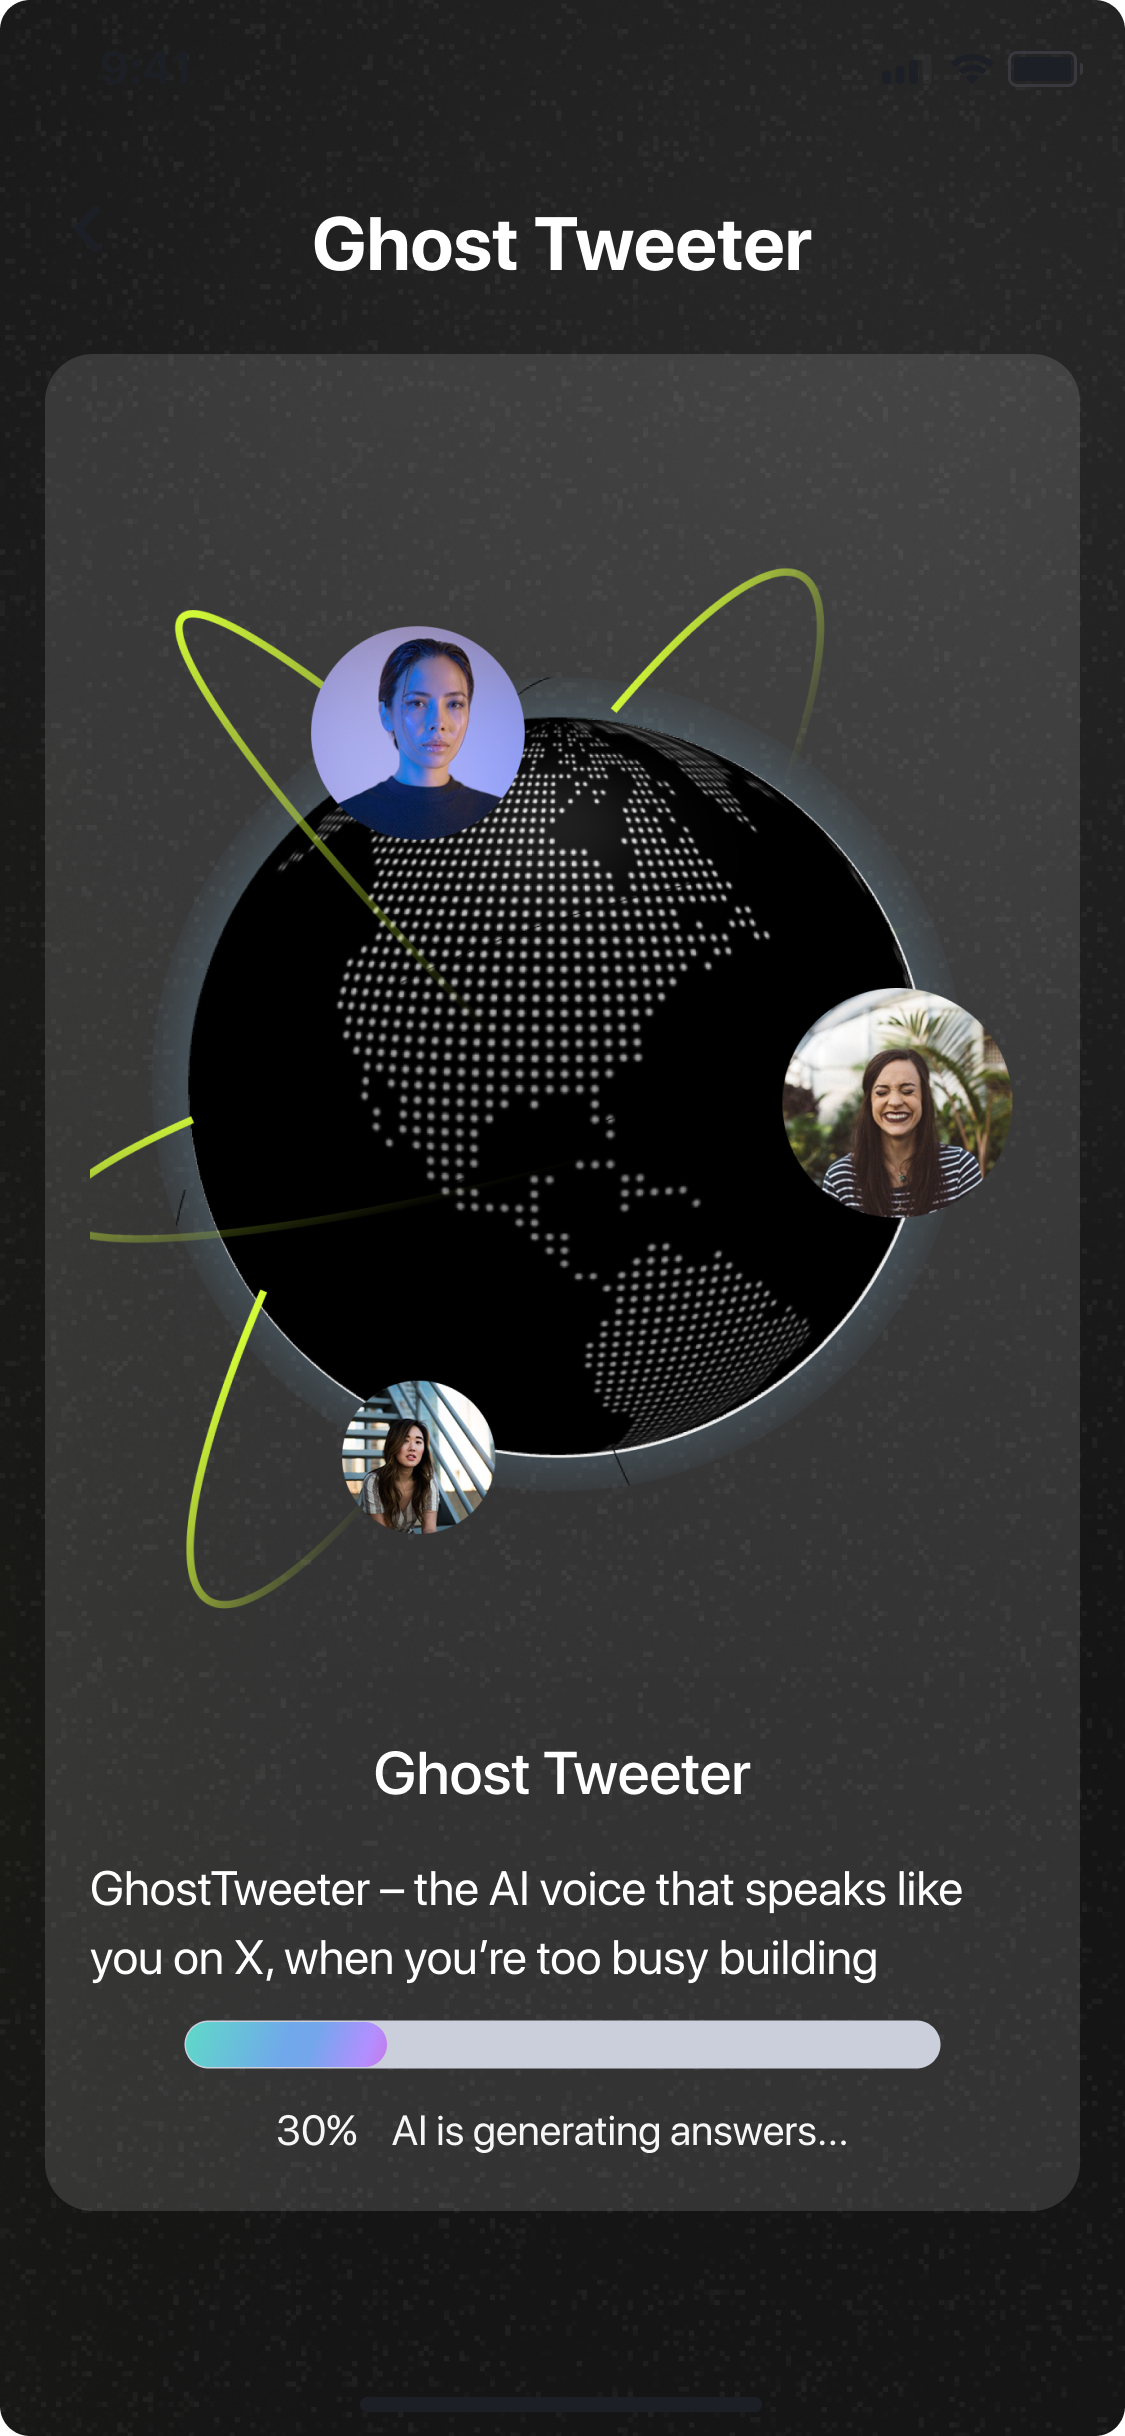 9:41
Ghost Tweeter
Ghost Tweeter
GhostTweeter – the AI voice that speaks like
you on X, when you’re too busy building
30% AI is generating answers...